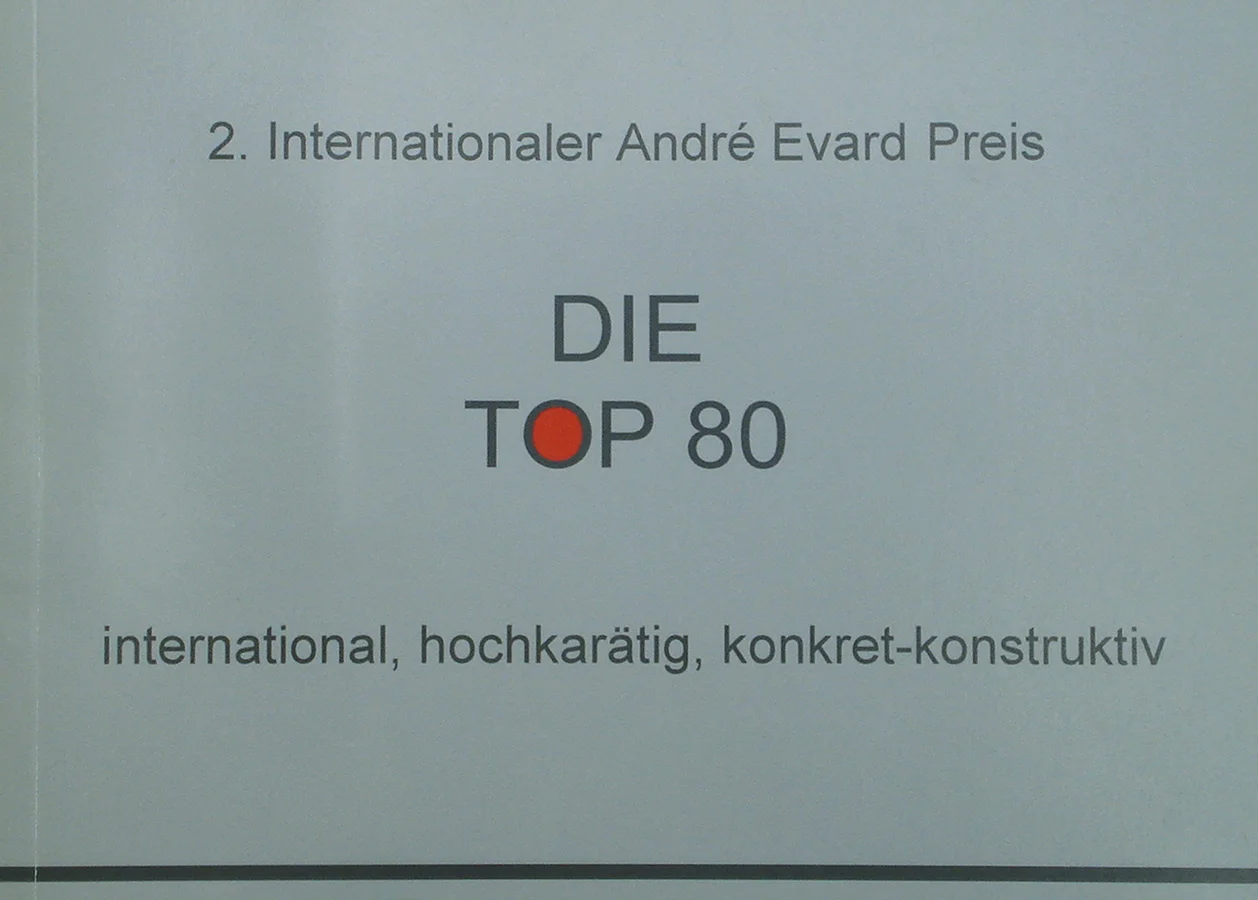 2. Internationaler André Evard Preis
DIE
TOP 80
international, hochkarätig, konkret-konstruktiv